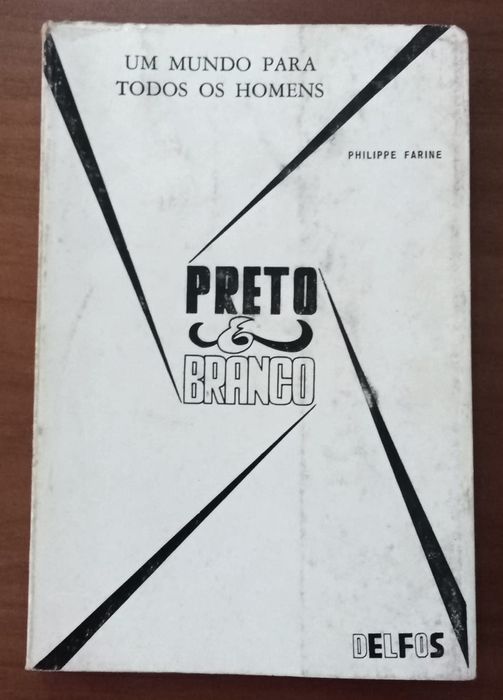 UM MUNDO PARA
TODOS OS HOMENS
PHILIPPE FARINE
PRETO
&
BRANCO
DELFOS